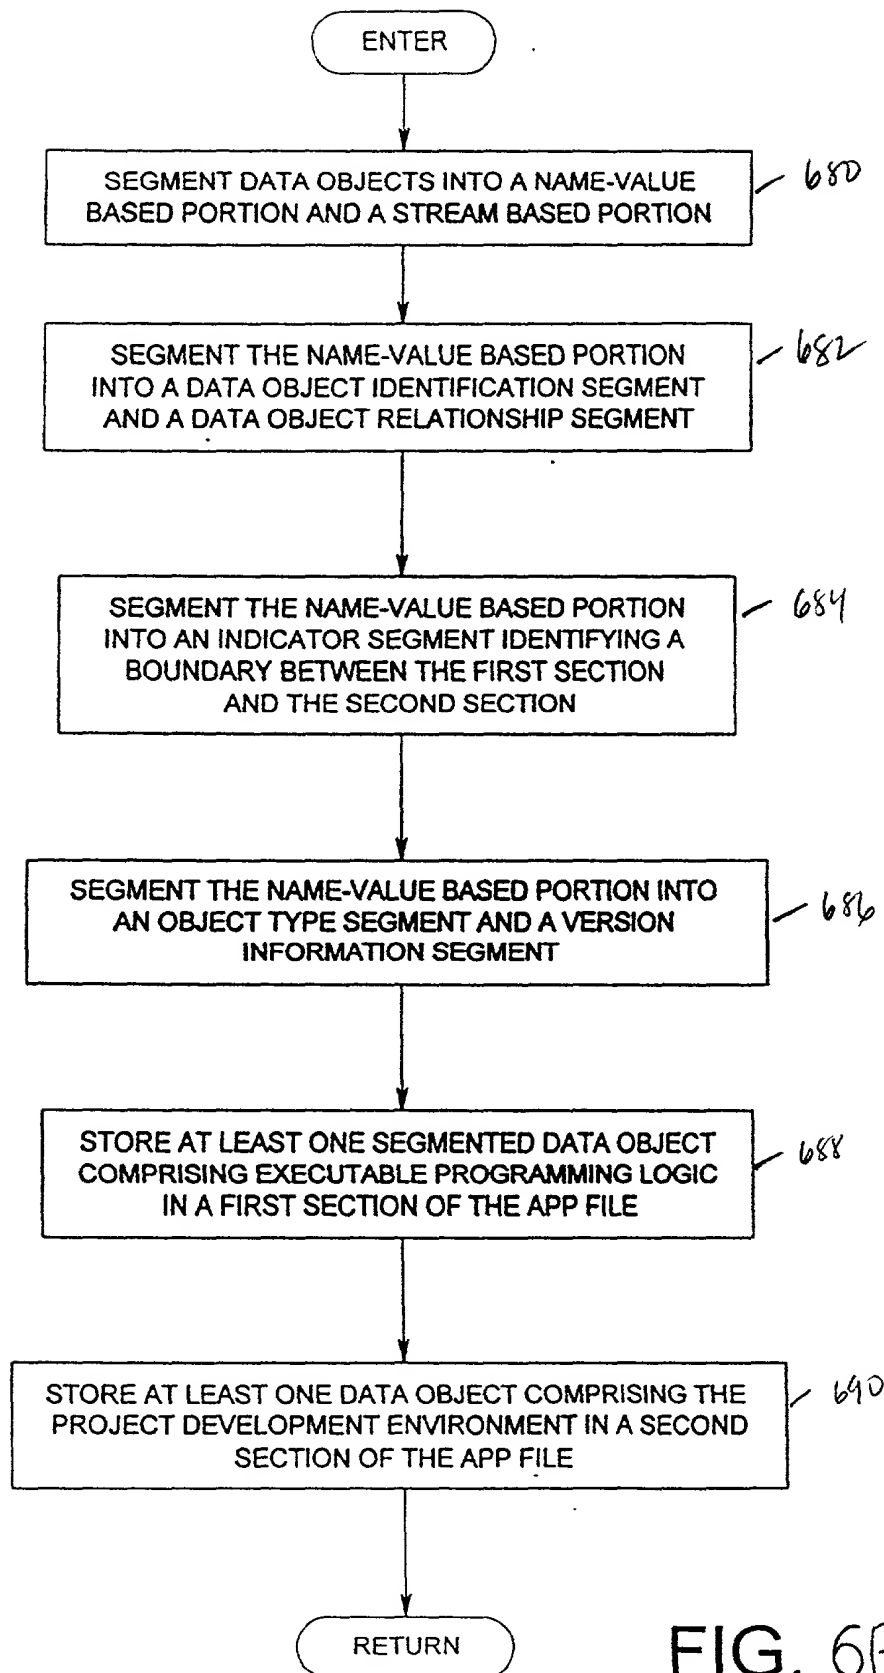 ENTER
SEGMENT DATA OBJECTS INTO A NAME-VALUE
BASED PORTION AND A STREAM BASED PORTION
680
SEGMENT THE NAME-VALUE BASED PORTION
INTO A DATA OBJECT IDENTIFICATION SEGMENT
AND A DATA OBJECT RELATIONSHIP SEGMENT
682
SEGMENT THE NAME-VALUE BASED PORTION
INTO AN INDICATOR SEGMENT IDENTIFYING A
BOUNDARY BETWEEN THE FIRST SECTION
AND THE SECOND SECTION
684
SEGMENT THE NAME-VALUE BASED PORTION INTO
AN OBJECT TYPE SEGMENT AND A VERSION
INFORMATION SEGMENT
686
STORE AT LEAST ONE SEGMENTED DATA OBJECT
COMPRISING EXECUTABLE PROGRAMMING LOGIC
IN A FIRST SECTION OF THE APP FILE
688
STORE AT LEAST ONE DATA OBJECT COMPRISING THE
PROJECT DEVELOPMENT ENVIRONMENT IN A SECOND
SECTION OF THE APP FILE
690
RETURN
FIG.